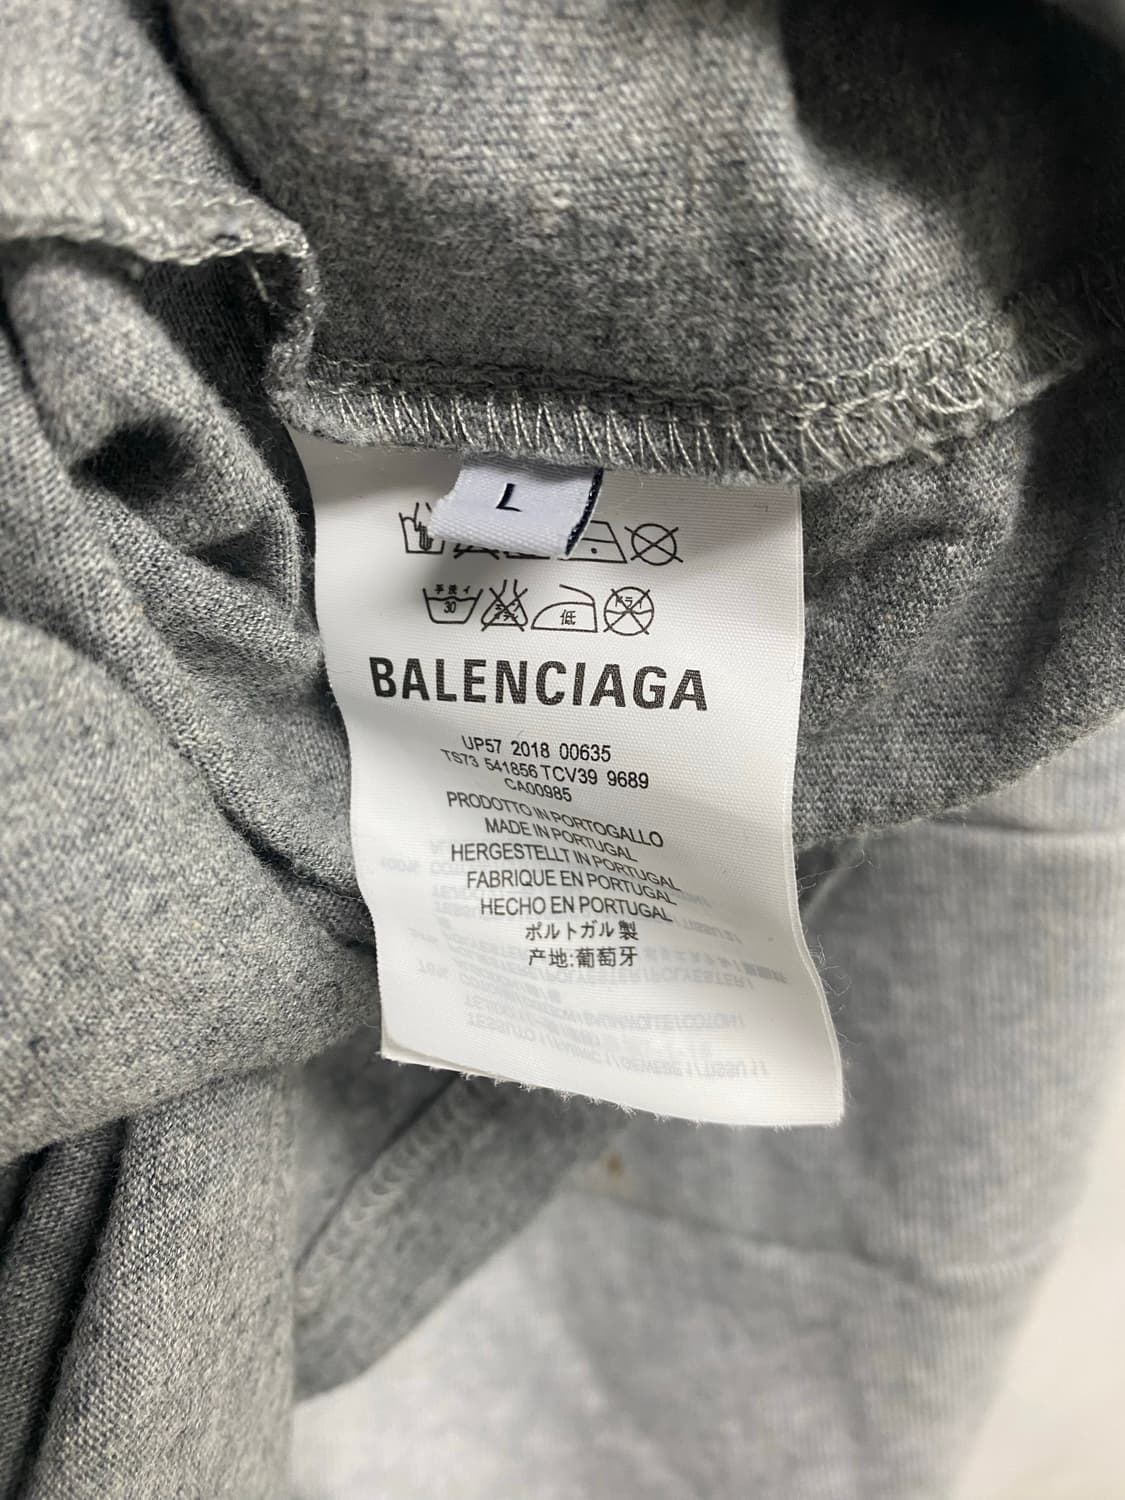 L
手洗イ
30
低
ドライ
BALENCIAGA
UP57 2018 00635
TS73 541856 TCV39 9689
CA00985
PRODOTTO IN PORTOGALLO
MADE IN PORTUGAL
HERGESTELLT IN PORTUGAL
FABRIQUE EN PORTUGAL
HECHO EN PORTUGAL
ポルトガル製
产地:葡萄牙